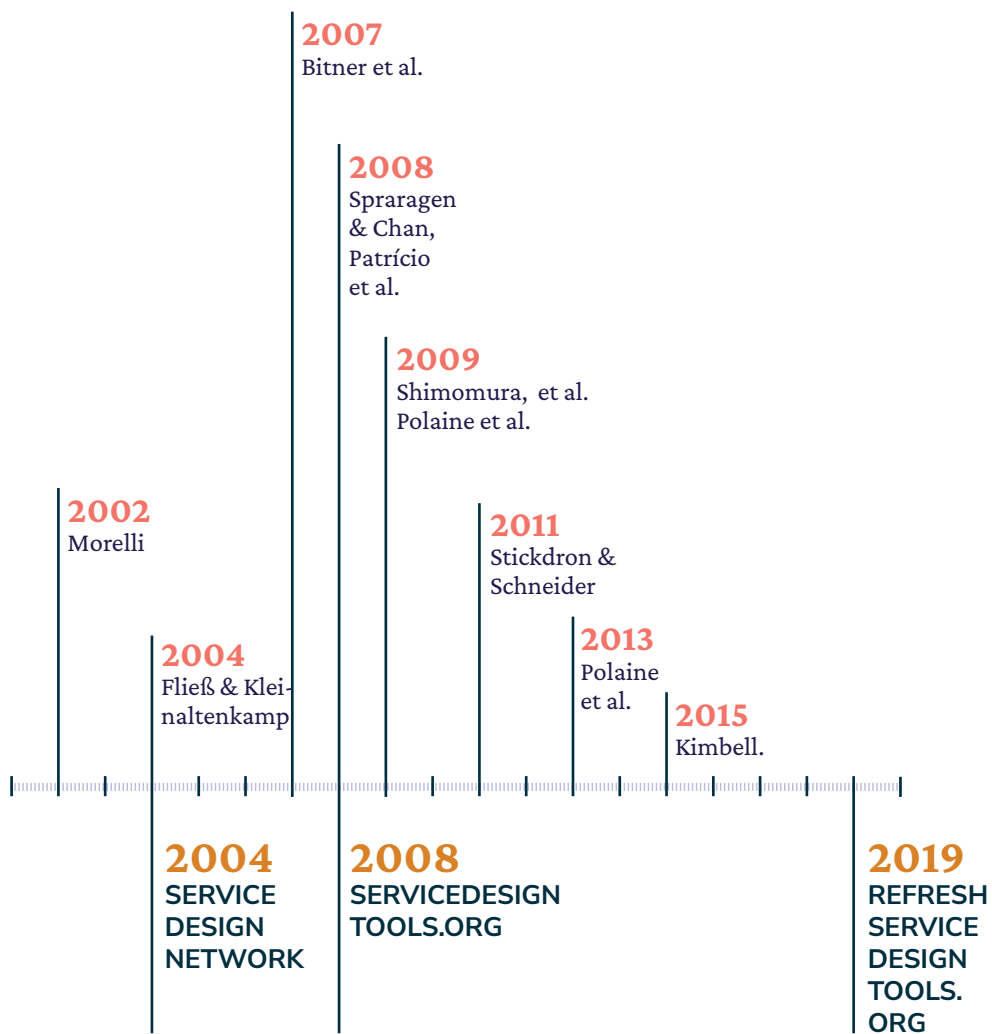 2007
Bitner et al.
2008
Spraragen
& Chan,
Patrício
et al.
2009
Shimomura, et al.
Polaine et al.
2002
Morelli
2011
Stickdron &
Schneider
2004
Fließ & Klei-
naltenkamp
2013
Polaine
et al.
2015
Kimbell.
2004
SERVICE
DESIGN
NETWORK
2008
SERVICEDESIGN
TOOLS.ORG
2019
REFRESH
SERVICE
DESIGN
TOOLS.
ORG